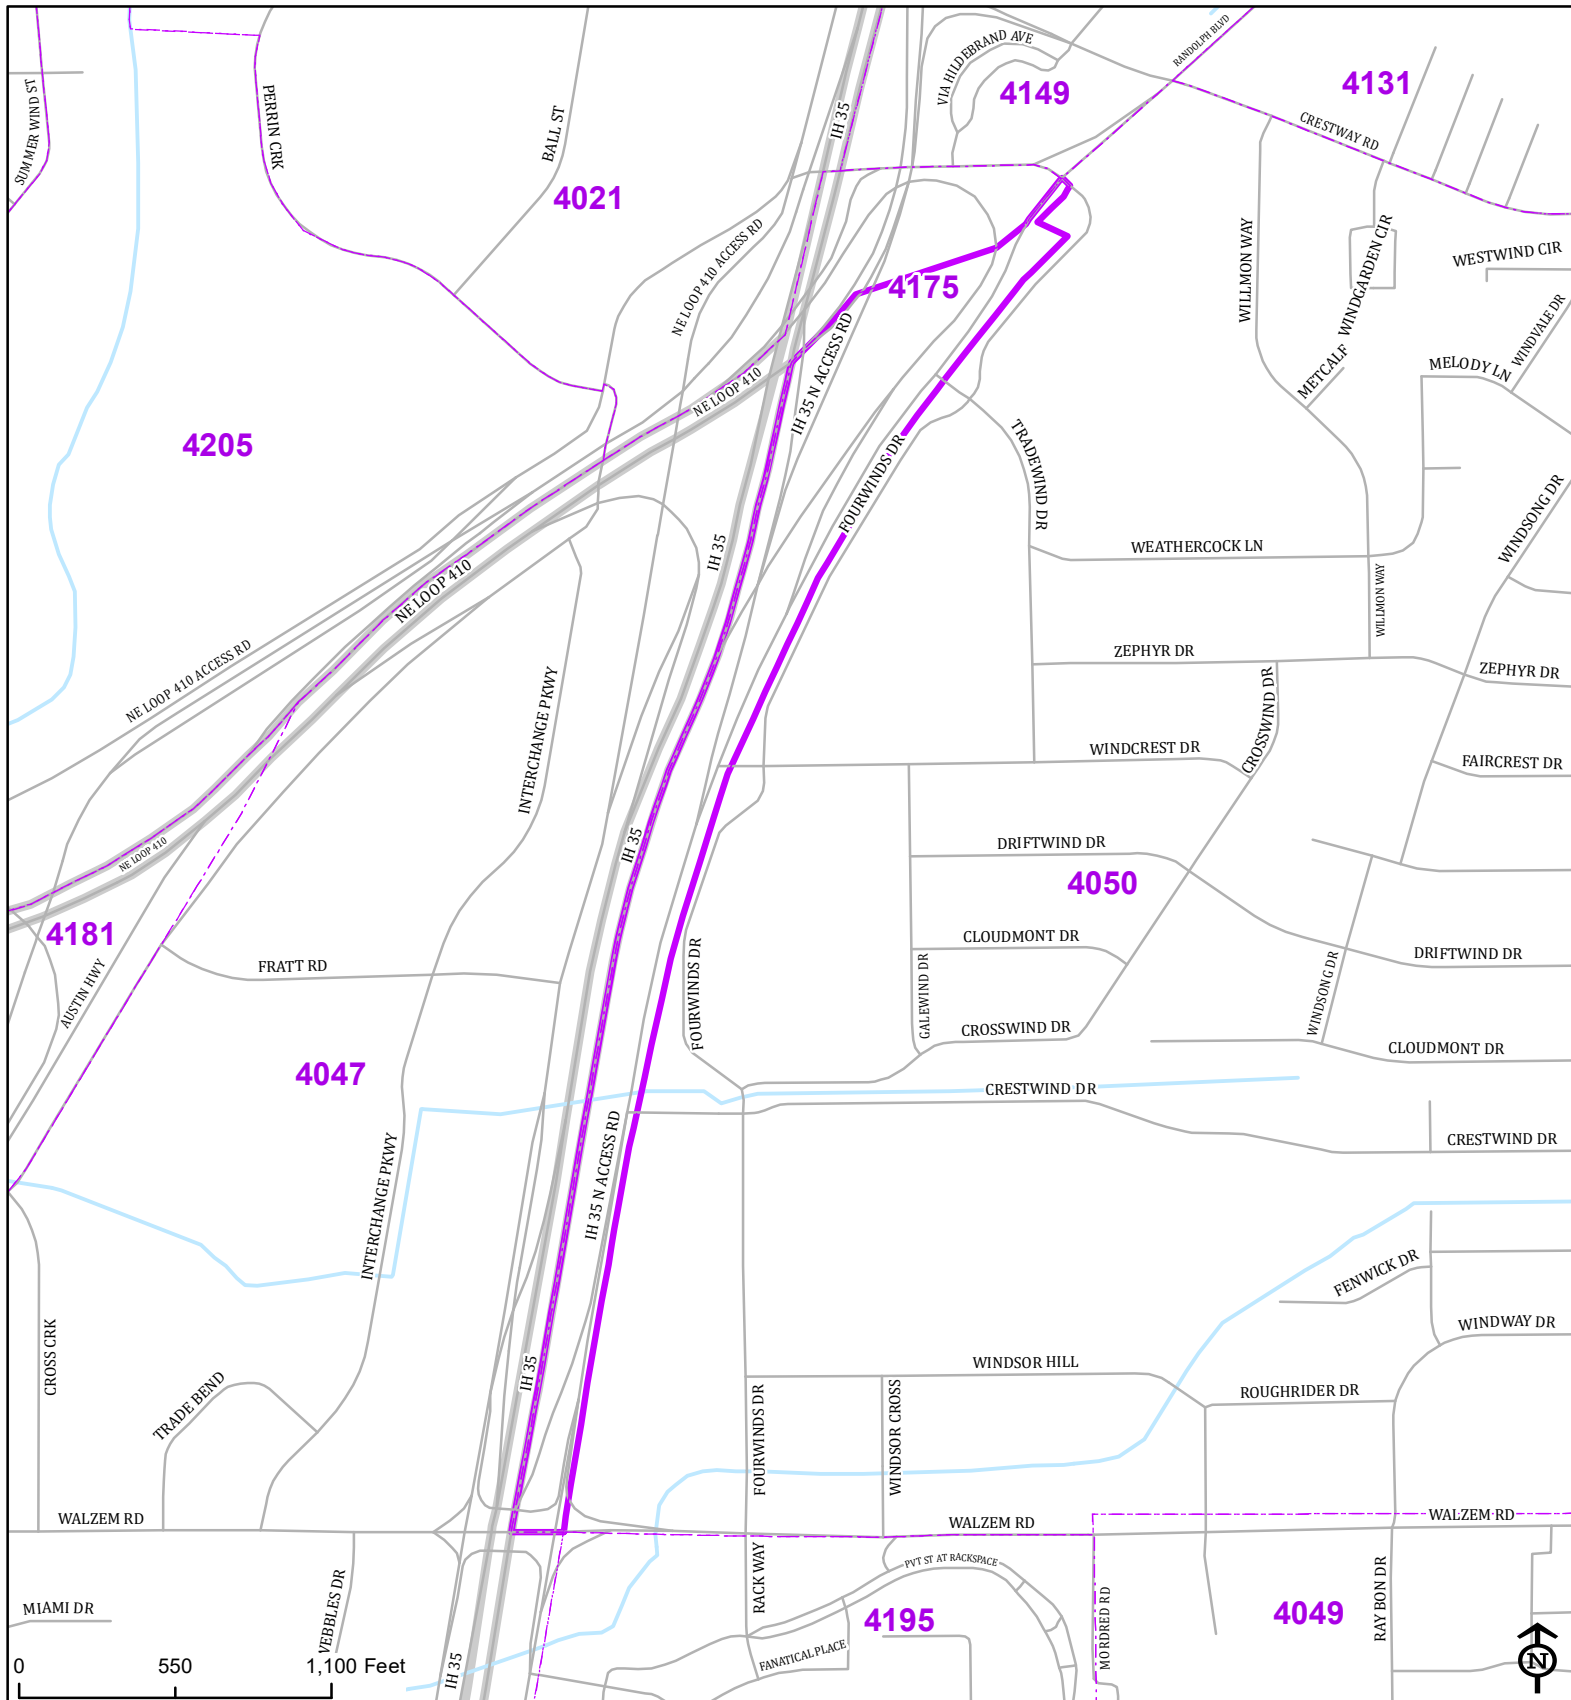 RANDOLPH BLVD
VIA HILDEBRAND AVE
4149
4131
SUMMER WIND ST
PERRIN CRK
BALL ST
IH 35
CRESTWAY RD
4021
NE LOOP 410 ACCESS RD
WILLMON WAY
WINDGARDEN CIR
WESTWIND CIR
4175
IH 35 N ACCESS RD
WINDVALE DR
METCALF
MELODY LN
NE LOOP 410
4205
FOURWINDS DR
TRADEWIND DR
WINDSONG DR
IH 35
WEATHERCOCK LN
NE LOOP 410
WILLMON WAY
NE LOOP 410 ACCESS RD
ZEPHYR DR
ZEPHYR DR
INTERCHANGE PKWY
CROSSWIND DR
WINDCREST DR
FAIRCREST DR
NE LOOP 410
IH 35
DRIFTWIND DR
4050
4181
CLOUDMONT DR
DRIFTWIND DR
FRATT RD
AUSTIN HWY
FOURWINDS DR
GALEWIND DR
WINDSONG DR
CROSSWIND DR
CLOUDMONT DR
4047
CRESTWIND DR
CRESTWIND DR
INTERCHANGE PKWY
IH 35 N ACCESS RD
FENWICK DR
WINDWAY DR
CROSS CRK
IH 35
WINDSOR HILL
ROUGHRIDER DR
TRADE BEND
FOURWINDS DR
WINDSOR CROSS
WALZEM RD
WALZEM RD
WALZEM RD
RACK WAY
PVT ST AT RACKSPACE
MIAMI DR
VEBBLES DR
4195
MORDRED RD
4049
RAY BON DR
FANATICAL PLACE
IH 35
0
550
1,100 Feet
N